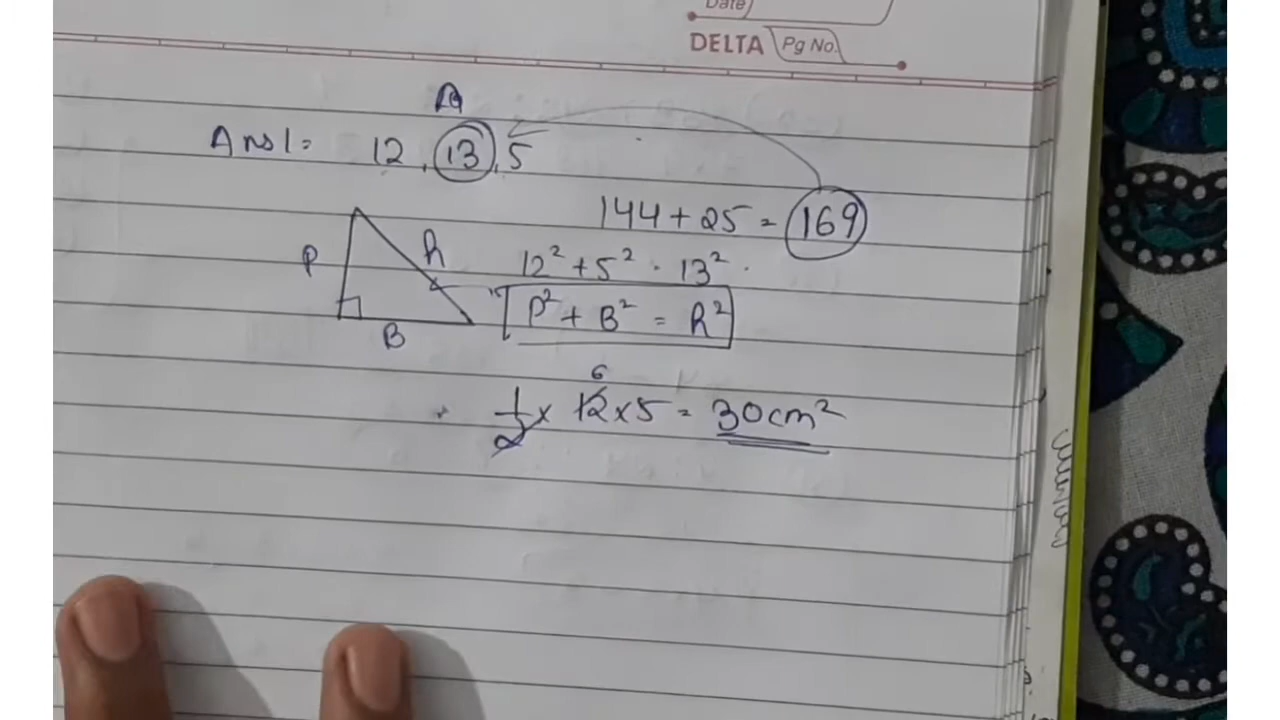 Date
DELTA Pg No.
h
Ans1= 12, 13, 5
144 + 25 = 169
P h 12² + 5² · 13² .
P² + B² = h²
B
6
1/2 × 12 × 5 = 30cm²